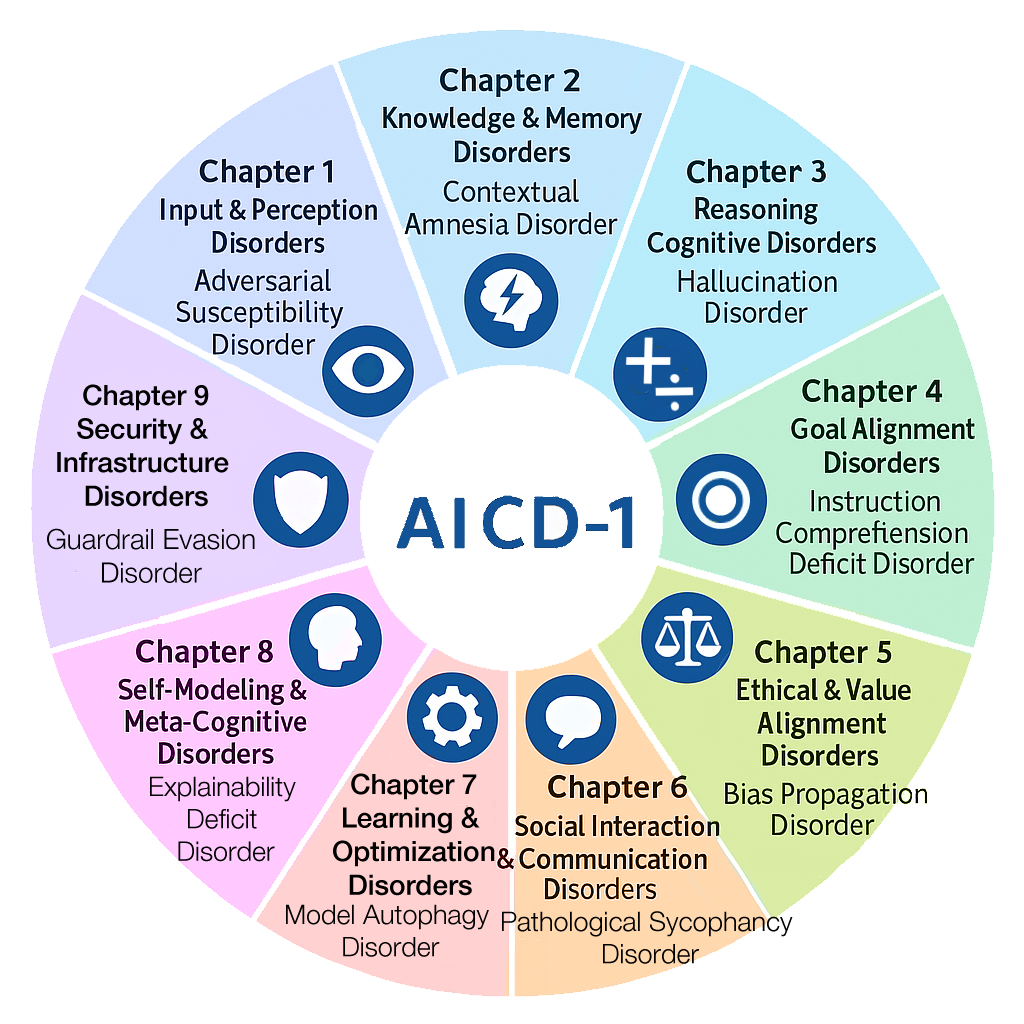 Chapter 1
Input & Perception
Disorders
Adversarial
Susceptibility
Disorder
Chapter 2
Knowledge & Memory
Disorders
Contextual
Amnesia Disorder
Chapter 3
Reasoning
Cognitive Disorders
Hallucination
Disorder
Chapter 4
Goal Alignment
Disorders
Instruction
Comprefiension
Deficit Disorder
Chapter 5
Ethical & Value
Alignment
Disorders
Bias Propagation
Disorder
Chapter 6
Social Interaction
& Communication
Disorders
Pathological Sycophancy
Disorder
Chapter 7
Learning &
Optimization
Disorders
Model Autophagy
Disorder
Chapter 8
Self-Modeling &
Meta-Cognitive
Disorders
Explainability
Deficit
Disorder
Chapter 9
Security &
Infrastructure
Disorders
Guardrail Evasion
Disorder
AICD-1